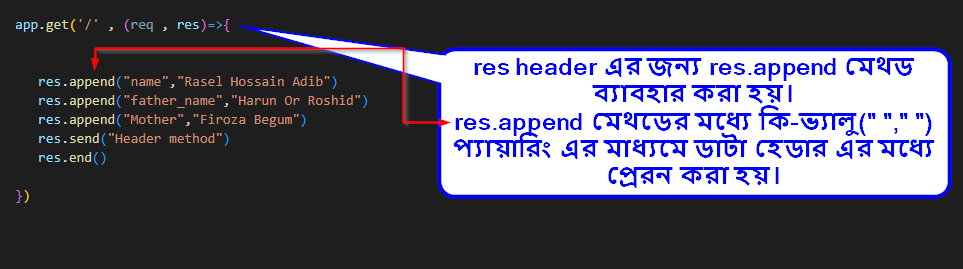 app.get('/' , (req , res)=>{
res.append("name","Rasel Hossain Adib")
res.append("father_name","Harun Or Roshid")
res.append("Mother","Firoza Begum")
res.send("Header method")
res.end()
})
res header এর জন্য res.append মেথড
ব্যাবহার করা হয়।
res.append মেথডের মধ্যে কি-ভ্যালু(" "," ")
প্যায়ারিং এর মাধ্যমে ডাটা হেডার এর মধ্যে
প্রেরন করা হয়।